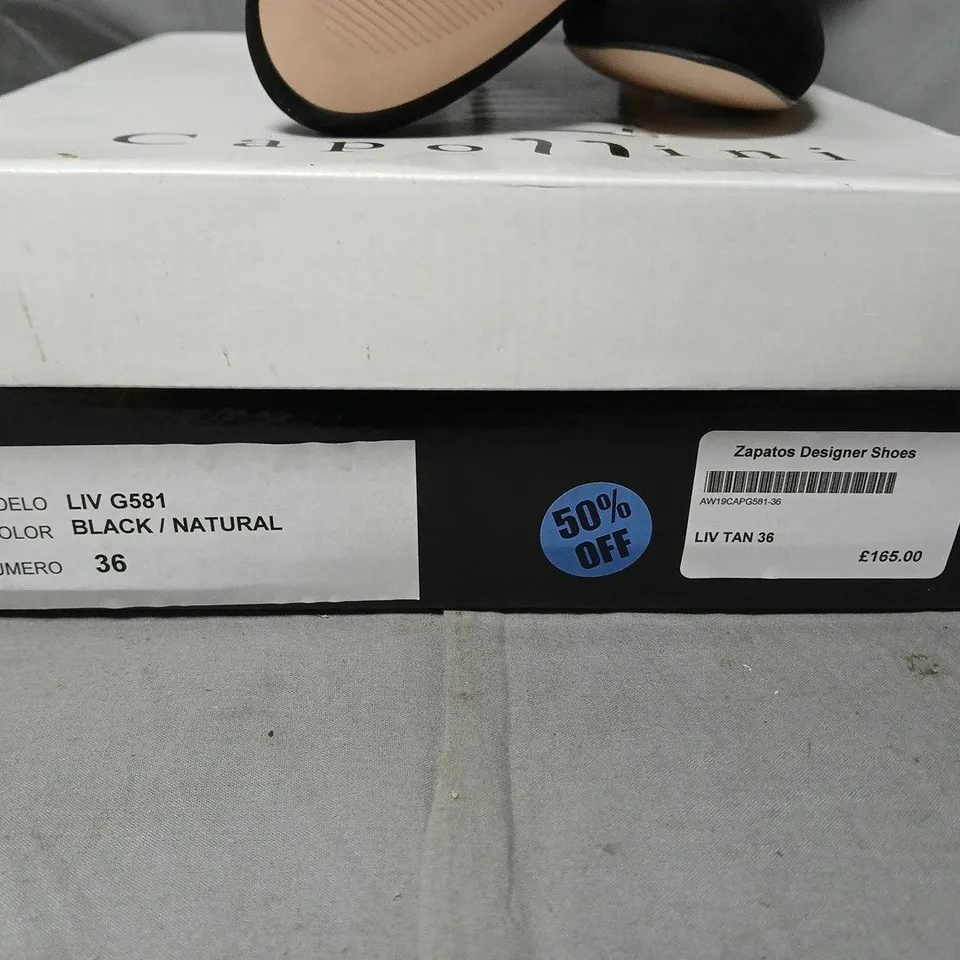 Capollini
ODELO LIV G581
OLOR BLACK / NATURAL
UMERO 36
50%
OFF
Zapatos Designer Shoes
AW19CAPG581-36
LIV TAN 36
£165.00